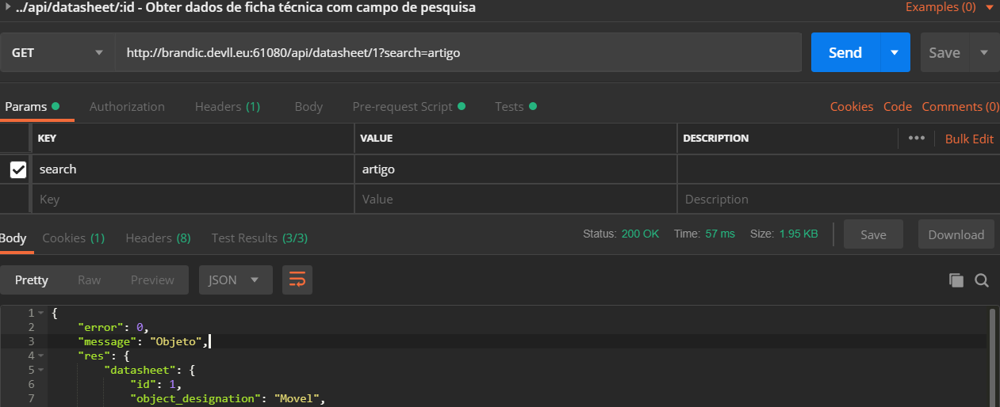 ../api/datasheet/:id - Obter dados de ficha técnica com campo de pesquisa Examples (0)
GET http://brandic.devll.eu:61080/api/datasheet/1?search=artigo Send Save
Params Authorization Headers (1) Body Pre-request Script Tests Cookies Code Comments (0)
KEY VALUE DESCRIPTION ••• Bulk Edit
search artigo
Key Value Description
Body Cookies (1) Headers (8) Test Results (3/3) Status: 200 OK Time: 57 ms Size: 1.95 KB Save Download
Pretty Raw Preview JSON
1 {
2 "error": 0,
3 "message": "Objeto",
4 "res": {
5 "datasheet": {
6 "id": 1,
7 "object_designation": "Movel",